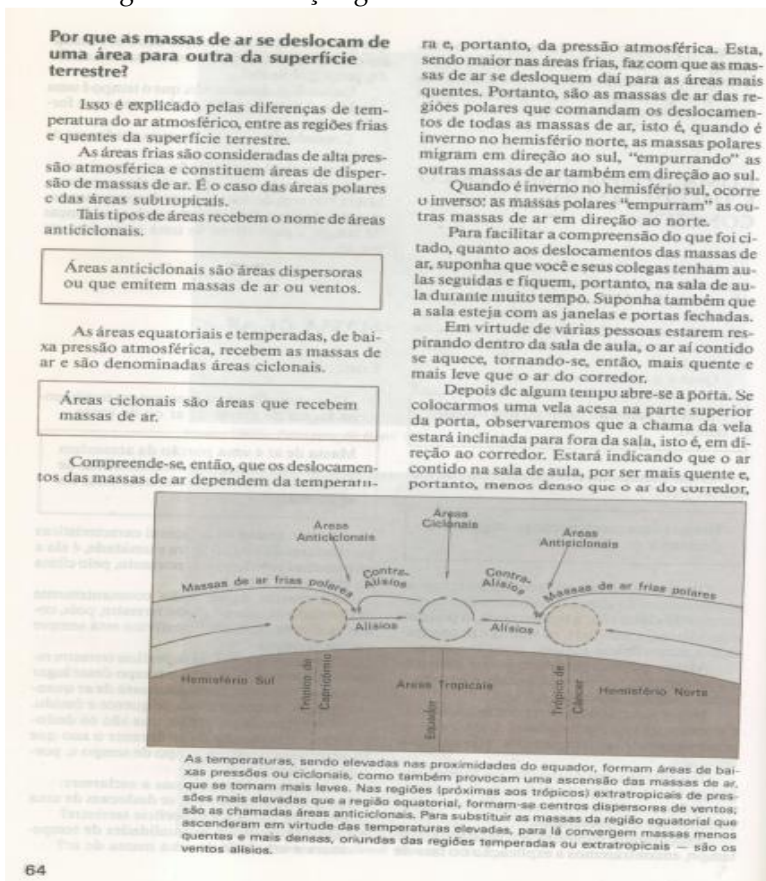 Por que as massas de ar se deslocam de
uma área para outra da superfície
terrestre?
Isso é explicado pelas diferenças de tem-
peratura do ar atmosférico, entre as regiões frias
e quentes da superfície terrestre.
As áreas frias são consideradas de alta pres-
são atmosférica e constituem áreas de disper-
são de massas de ar. É o caso das áreas polares
e das áreas subtropicais.
Tais tipos de áreas recebem o nome de áreas
anticiclonais.
Áreas anticiclonais são áreas dispersoras
ou que emitem massas de ar ou ventos.
As áreas equatoriais e temperadas, de bai-
xa pressão atmosférica, recebem as massas de
ar e são denominadas áreas ciclonais.
Áreas ciclonais são áreas que recebem
massas de ar.
Compreende-se, então, que os deslocamen-
tos das massas de ar dependem da temperatu-
ra e, portanto, da pressão atmosférica. Esta,
sendo maior nas áreas frias, faz com que as mas-
sas de ar se desloquem daí para as áreas mais
quentes. Portanto, são as massas de ar das re-
giões polares que comandam os deslocamen-
tos de todas as massas de ar, isto é, quando é
inverno no hemisfério norte, as massas polares
migram em direção ao sul, "empurrando" as
outras massas de ar também em direção ao sul.
Quando é inverno no hemisfério sul, ocorre
o inverso: as massas polares "empurram" as ou-
tras massas de ar em direção ao norte.
Para facilitar a compreensão do que foi ci-
tado, quanto aos deslocamentos das massas de
ar, suponha que você e seus colegas tenham au-
las seguidas e fiquem, portanto, na sala de au-
la durante muito tempo. Suponha também que
a sala esteja com as janelas e portas fechadas.
Em virtude de várias pessoas estarem res-
pirando dentro da sala de aula, o ar aí contido
se aquece, tornando-se, então, mais quente e
mais leve que o ar do corredor.
Depois de algum tempo abre-se a porta. Se
colocarmos uma vela acesa na parte superior
da porta, observaremos que a chama da vela
estará inclinada para fora da sala, isto é, em di-
reção ao corredor. Estará indicando que o ar
contido na sala de aula, por ser mais quente e,
portanto, menos denso que o ar do corredor,
Áreas
Anticiclonais
Áreas
Ciclonais
Áreas
Anticiclonais
Massas de ar frias polares
Contra-
Alísios
Contra-
Alísios
Massas de ar frias polares
Alísios
Alísios
Hemisfério Sul
Trópico de
Capricórnio
Áreas Tropicais
Equador
Trópico de
Câncer
Hemisfério Norte
As temperaturas, sendo elevadas nas proximidades do equador, formam áreas de bai-
xas pressões ou ciclonais, como também provocam uma ascensão das massas de ar,
que se tornam mais leves. Nas regiões (próximas aos trópicos) extratropicais de pres-
sões mais elevadas que a região equatorial, formam-se centros dispersores de ventos;
são as chamadas áreas anticiclonais. Para substituir as massas da região equatorial que
ascenderam em virtude das temperaturas elevadas, para lá convergem massas menos
quentes e mais densas, oriundas das regiões temperadas ou extratropicais — são os
ventos alísios.
64